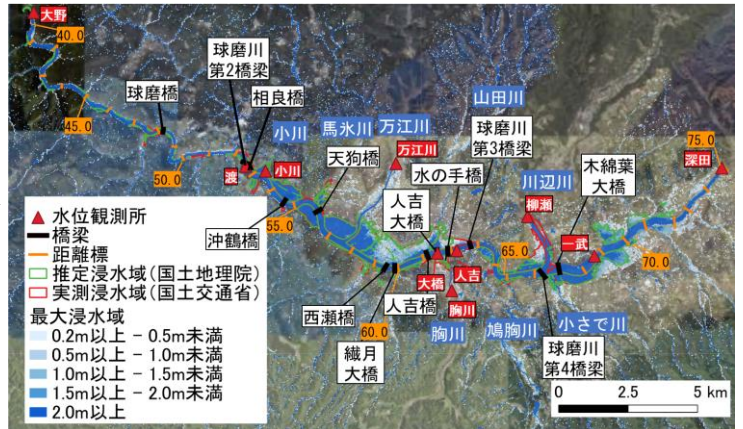 大野
40.0
球磨川
第2橋梁
相良橋
球磨橋
45.0
小川
馬氷川
万江川
山田川
75.0
深田
球磨川
第3橋梁
万江川
天狗橋
水の手橋
木綿葉
大橋
50.0
渡
小川
人吉
大橋
川辺川
柳瀬
一武
沖鶴橋
55.0
65.0
70.0
大橋
人吉
西瀬橋
人吉橋
胸川
60.0
繊月
大橋
胸川
鳩胸川
小さで川
球磨川
第4橋梁
水位観測所
橋梁
距離標
推定浸水域(国土地理院)
実測浸水域(国土交通省)
最大浸水域
0.2m以上 - 0.5m未満
0.5m以上 - 1.0m未満
1.0m以上 - 1.5m未満
1.5m以上 - 2.0m未満
2.0m以上
0 2.5 5 km